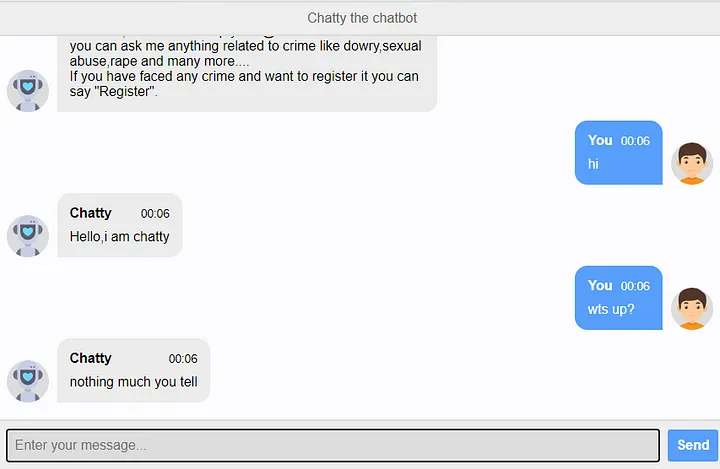 Chatty the chatbot
you can ask me anything related to crime like dowry,sexual
abuse,rape and many more....
If you have faced any crime and want to register it you can
say "Register".
You 00:06
hi
Chatty 00:06
Hello,i am chatty
You 00:06
wts up?
Chatty 00:06
nothing much you tell
Enter your message...
Send